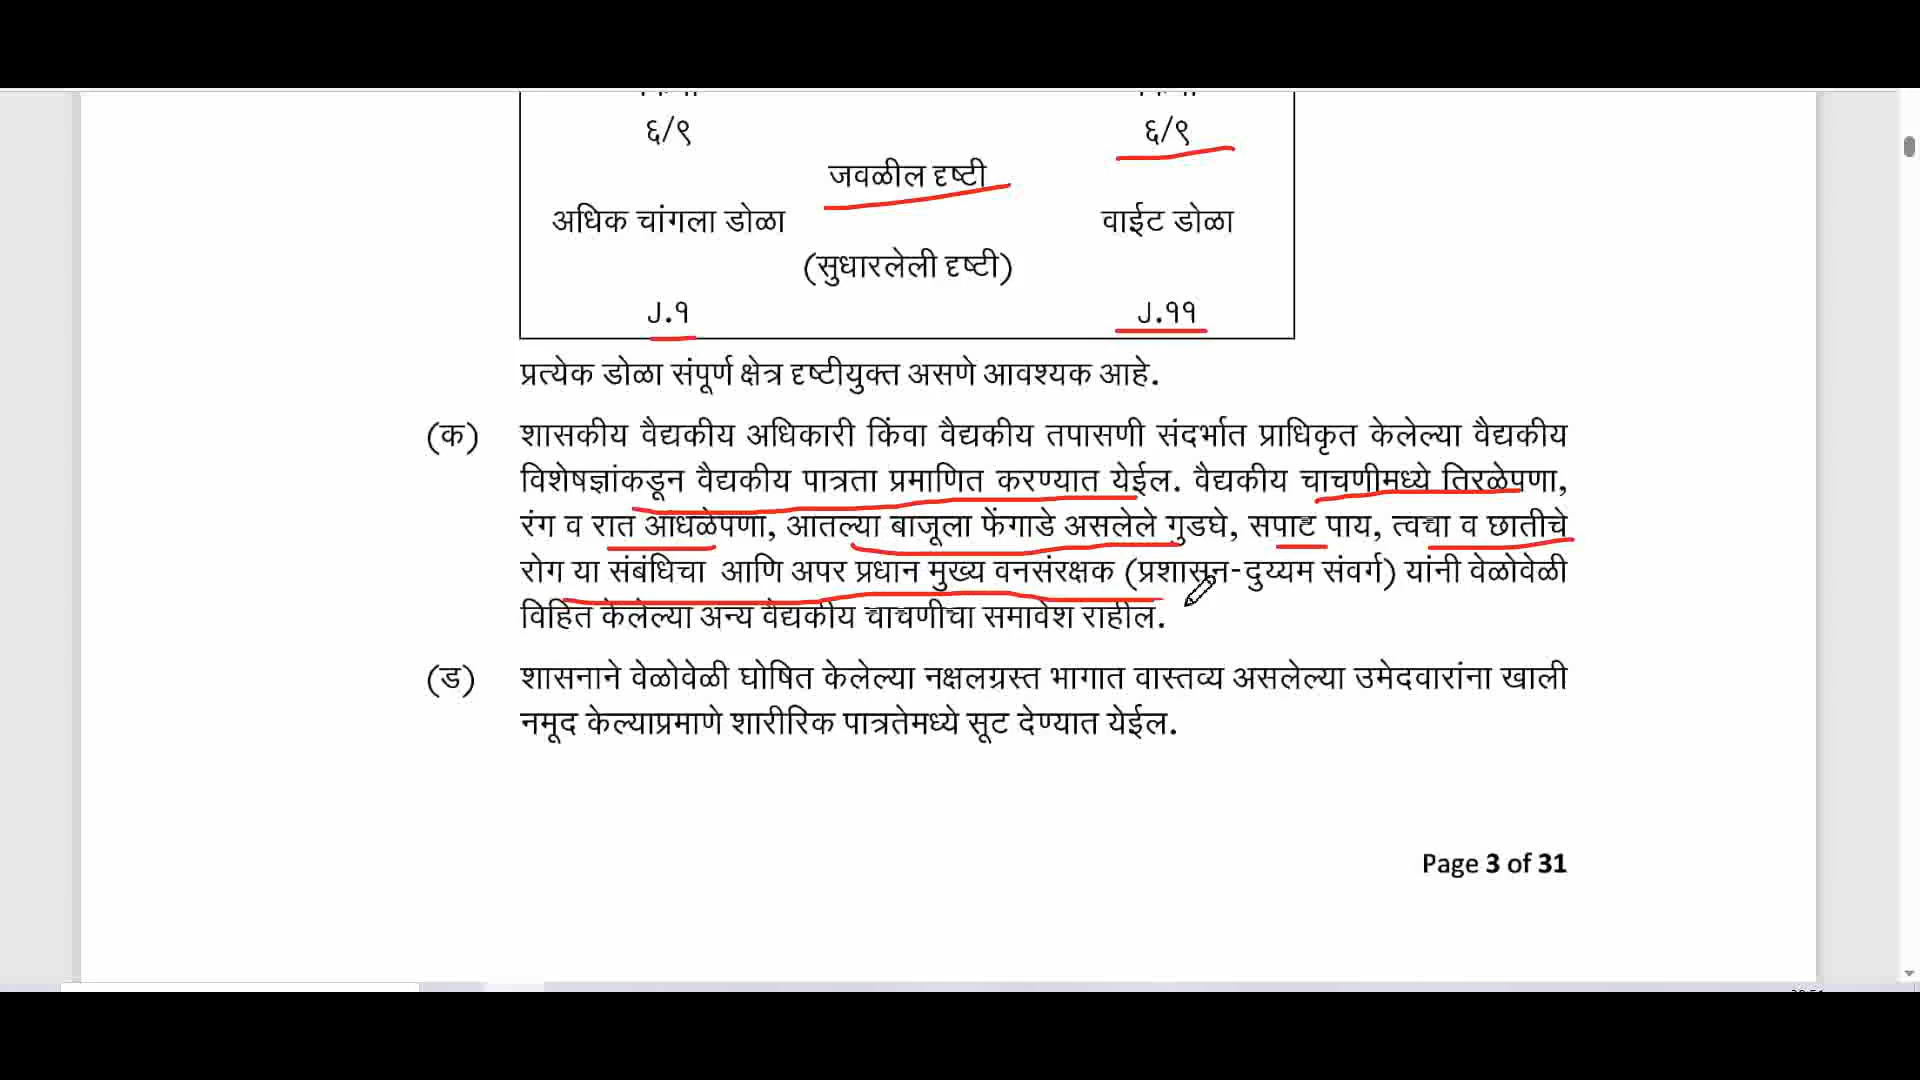 ६/९ ६/९
जवळील दृष्टी
अधिक चांगला डोळा वाईट डोळा
(सुधारलेली दृष्टी)
J.१ J.११
प्रत्येक डोळा संपूर्ण क्षेत्र दृष्टीयुक्त असणे आवश्यक आहे.
(क) शासकीय वैद्यकीय अधिकारी किंवा वैद्यकीय तपासणी संदर्भात प्राधिकृत केलेल्या वैद्यकीय
विशेषज्ञांकडून वैद्यकीय पात्रता प्रमाणित करण्यात येईल. वैद्यकीय चाचणीमध्ये तिरळेपणा,
रंग व रात आंधळेपणा, आतल्या बाजूला फेंगाडे असलेले गुडघे, सपाट पाय, त्वचा व छातीचे
रोग या संबंधिचा आणि अपर प्रधान मुख्य वनसंरक्षक (प्रशासन-दुय्यम संवर्ग) यांनी वेळोवेळी
विहित केलेल्या अन्य वैद्यकीय चाचणीचा समावेश राहील.
(ड) शासनाने वेळोवेळी घोषित केलेल्या नक्षलग्रस्त भागात वास्तव्य असलेल्या उमेदवारांना खाली
नमूद केल्याप्रमाणे शारीरिक पात्रतेमध्ये सूट देण्यात येईल.
Page 3 of 31